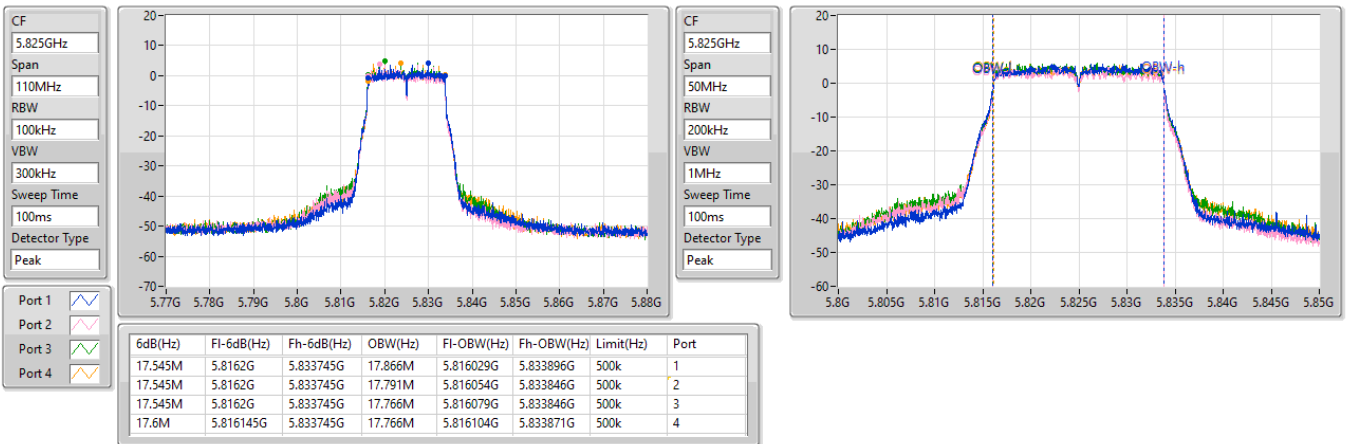 CF
5.825GHz
Span
110MHz
RBW
100kHz
VBW
300kHz
Sweep Time
100ms
Detector Type
Peak
20
10
0
-10
-20
-30
-40
-50
-60
-70
5.77G 5.78G 5.79G 5.8G 5.81G 5.82G 5.83G 5.84G 5.85G 5.86G 5.87G 5.88G
CF
5.825GHz
Span
50MHz
RBW
200kHz
VBW
1MHz
Sweep Time
100ms
Detector Type
Peak
20
10
0
-10
-20
-30
-40
-50
-60
OBW-l OBW-h
5.8G 5.805G 5.81G 5.815G 5.82G 5.825G 5.83G 5.835G 5.84G 5.845G 5.85G
Port 1
Port 2
Port 3
Port 4
6dB(Hz) Fl-6dB(Hz) Fh-6dB(Hz) OBW(Hz) Fl-OBW(Hz) Fh-OBW(Hz) Limit(Hz) Port
17.545M 5.8162G 5.833745G 17.866M 5.816029G 5.833896G 500k 1
17.545M 5.8162G 5.833745G 17.791M 5.816054G 5.833846G 500k 2
17.545M 5.8162G 5.833745G 17.766M 5.816079G 5.833846G 500k 3
17.6M 5.816145G 5.833745G 17.766M 5.816104G 5.833871G 500k 4